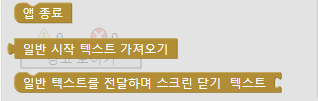 앱 종료
일반 시작 텍스트 가져오기
일반 텍스트를 전달하며 스크린 닫기 텍스트